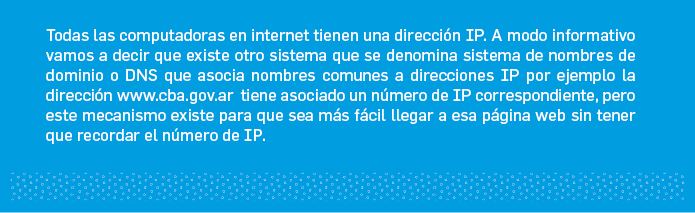 Todas las computadoras en internet tienen una dirección IP. A modo informativo
vamos a decir que existe otro sistema que se denomina sistema de nombres de
dominio o DNS que asocia nombres comunes a direcciones IP por ejemplo la
dirección www.cba.gov.ar tiene asociado un número de IP correspondiente, pero
este mecanismo existe para que sea más fácil llegar a esa página web sin tener
que recordar el número de IP.